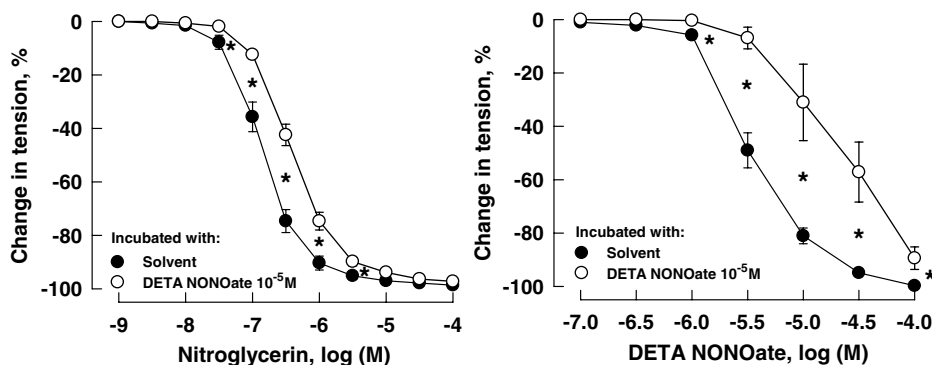 0
-20
-40
-60
-80
-100
Change in tension, %
*
*
*
*
*
Incubated with:
Solvent
DETA NONOate 10⁻⁵M
-9 -8 -7 -6 -5 -4
Nitroglycerin, log (M)
0
-20
-40
-60
-80
-100
Change in tension, %
*
*
*
*
*
Incubated with:
Solvent
DETA NONOate 10⁻⁵M
-7.0 -6.5 -6.0 -5.5 -5.0 -4.5 -4.0
DETA NONOate, log (M)